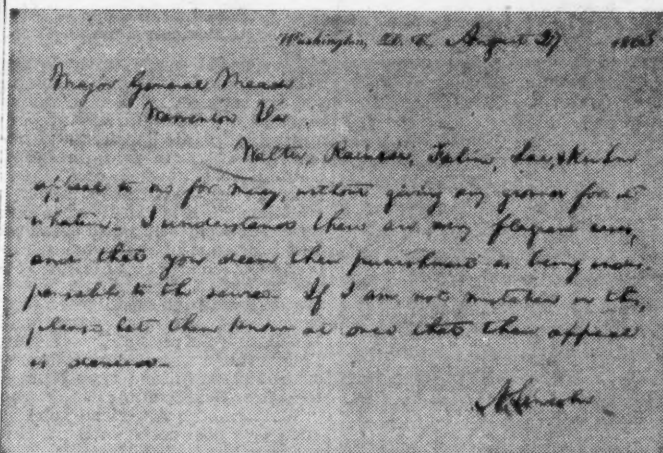 Washington, D. C., August 27 1863
Major General Meade
Warrenton Va
Walter, Rainese, Faline, Lae, & Kuhn
appeal to me for mercy, without giving any ground for it
whatever. I understand these are very flagrant cases,
and that you deem their punishment as being indis-
pensable to the service. If I am not mistaken in this,
please let them know at once that their appeal
is denied.
A. Lincoln